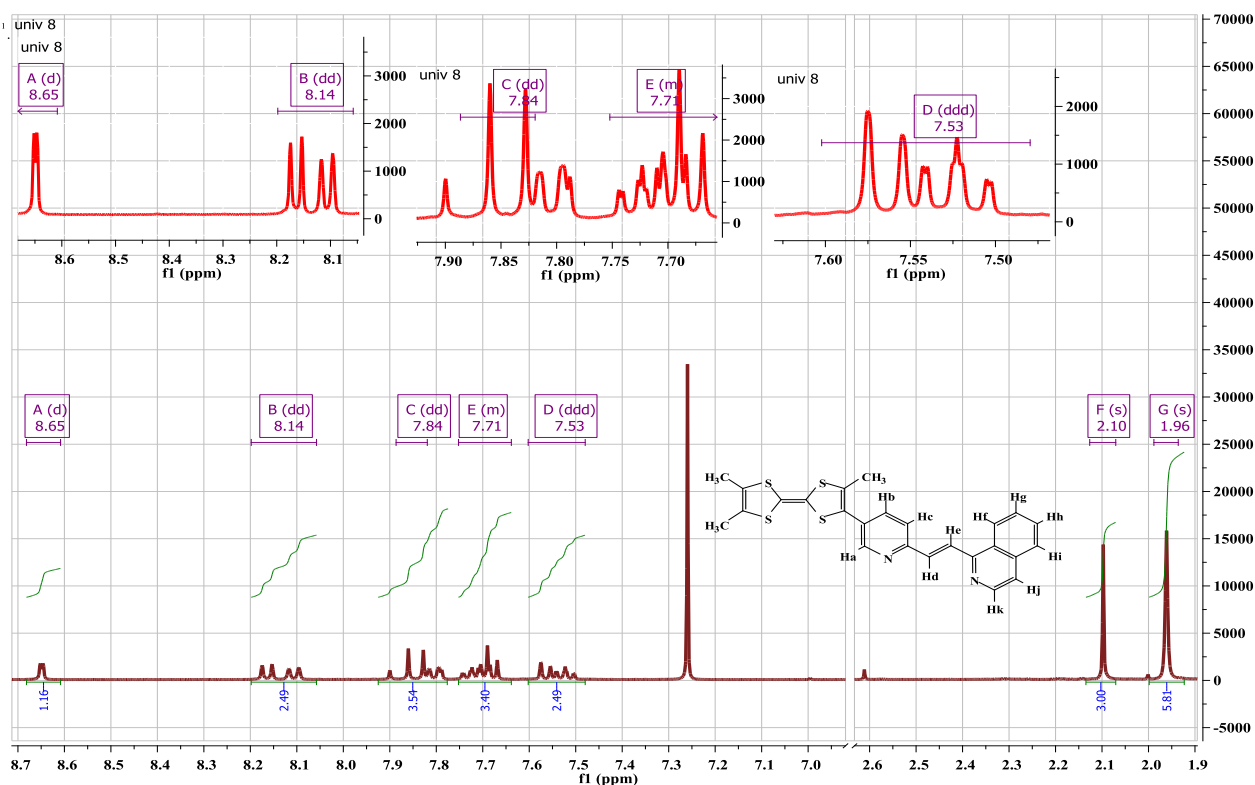 1
univ 8
univ 8
A (d)
8.65
B (dd)
8.14
3000
2000
1000
0
8.6
8.5
8.4
8.3
8.2
8.1
f1 (ppm)
univ 8
C (dd)
7.84
E (m)
7.71
3000
2000
1000
0
7.90
7.85
7.80
7.75
7.70
f1 (ppm)
univ 8
D (ddd)
7.53
2000
1000
0
7.60
7.55
7.50
f1 (ppm)
70000
65000
60000
55000
50000
45000
40000
35000
30000
25000
20000
15000
10000
5000
0
-5000
A (d)
8.65
B (dd)
8.14
C (dd)
7.84
E (m)
7.71
D (ddd)
7.53
F (s)
2.10
G (s)
1.96
H3C
S
S
CH3
H3C
S
S
Hb
Hc
Ha
N
Hd
He
Hf
Hg
Hh
Hi
Hj
N
Hk
1.16
2.49
3.54
3.40
2.49
3.00
5.81
8.7
8.6
8.5
8.4
8.3
8.2
8.1
8.0
7.9
7.8
7.7
7.6
7.5
7.4
7.3
7.2
7.1
7.0
2.6
2.5
2.4
2.3
2.2
2.1
2.0
1.9
f1 (ppm)